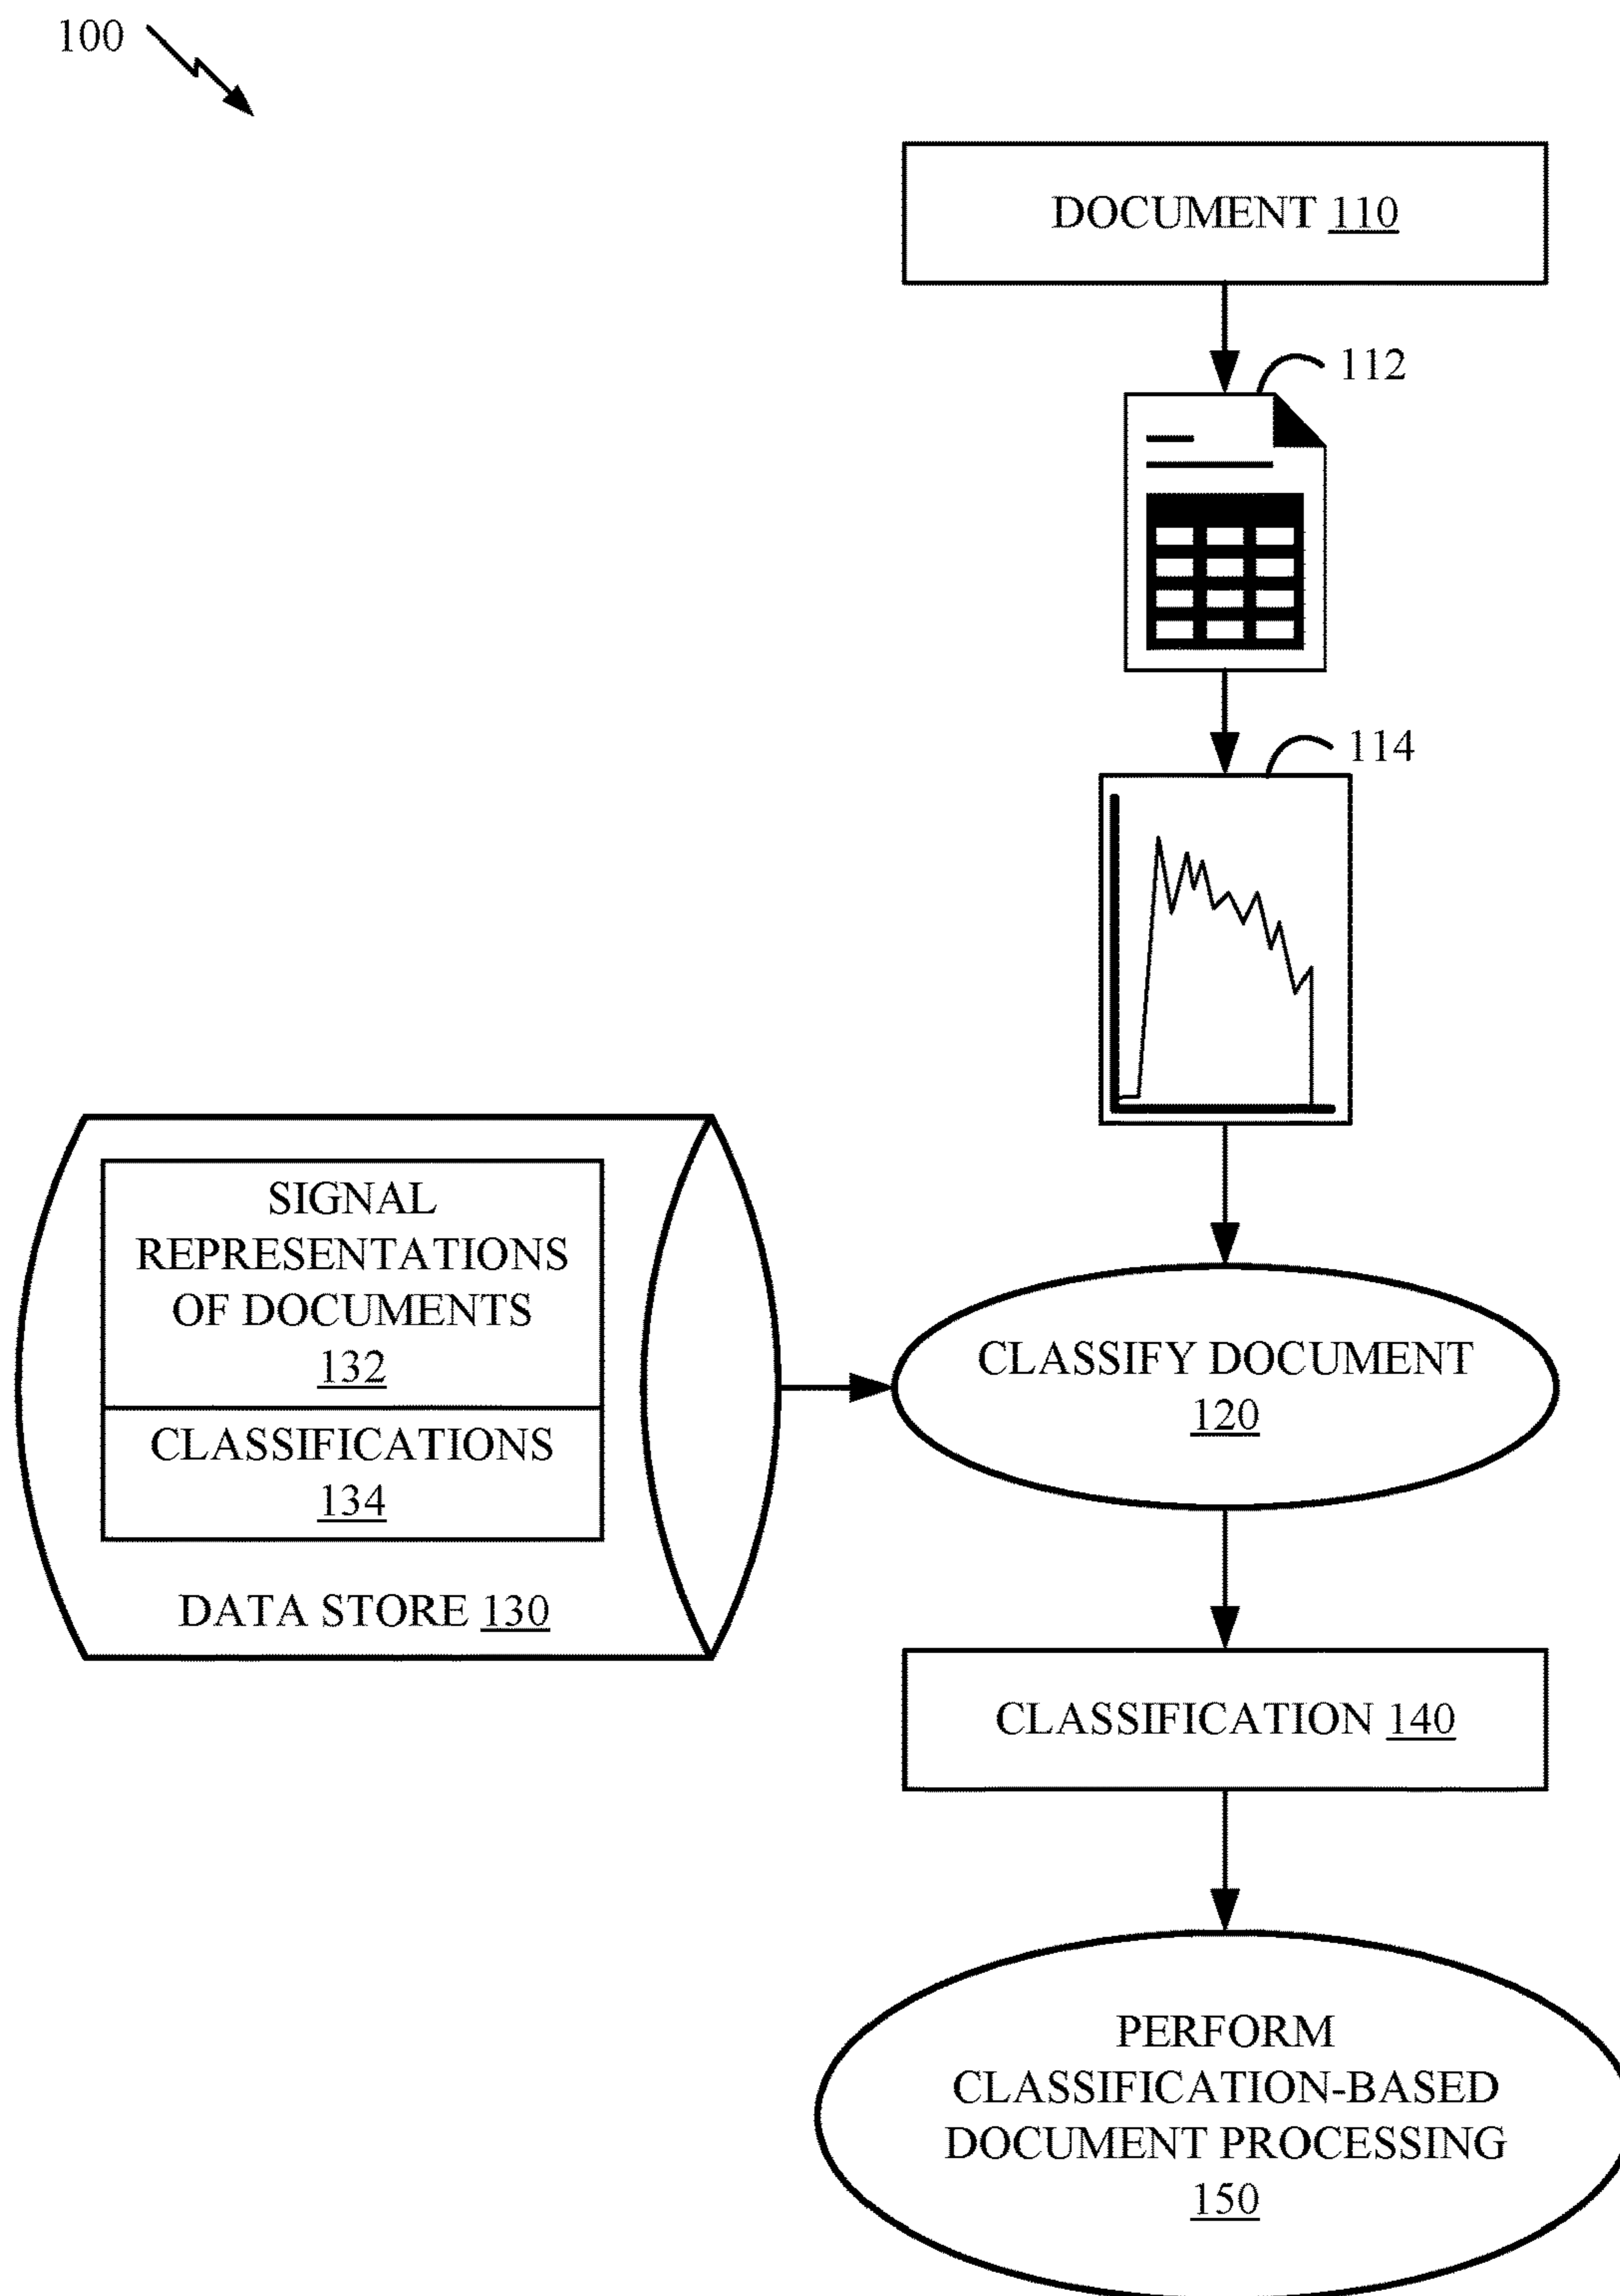 100
DOCUMENT 110
112
114
SIGNAL
REPRESENTATIONS
OF DOCUMENTS
132
CLASSIFICATIONS
134
DATA STORE 130
CLASSIFY DOCUMENT
120
CLASSIFICATION 140
PERFORM
CLASSIFICATION-BASED
DOCUMENT PROCESSING
150